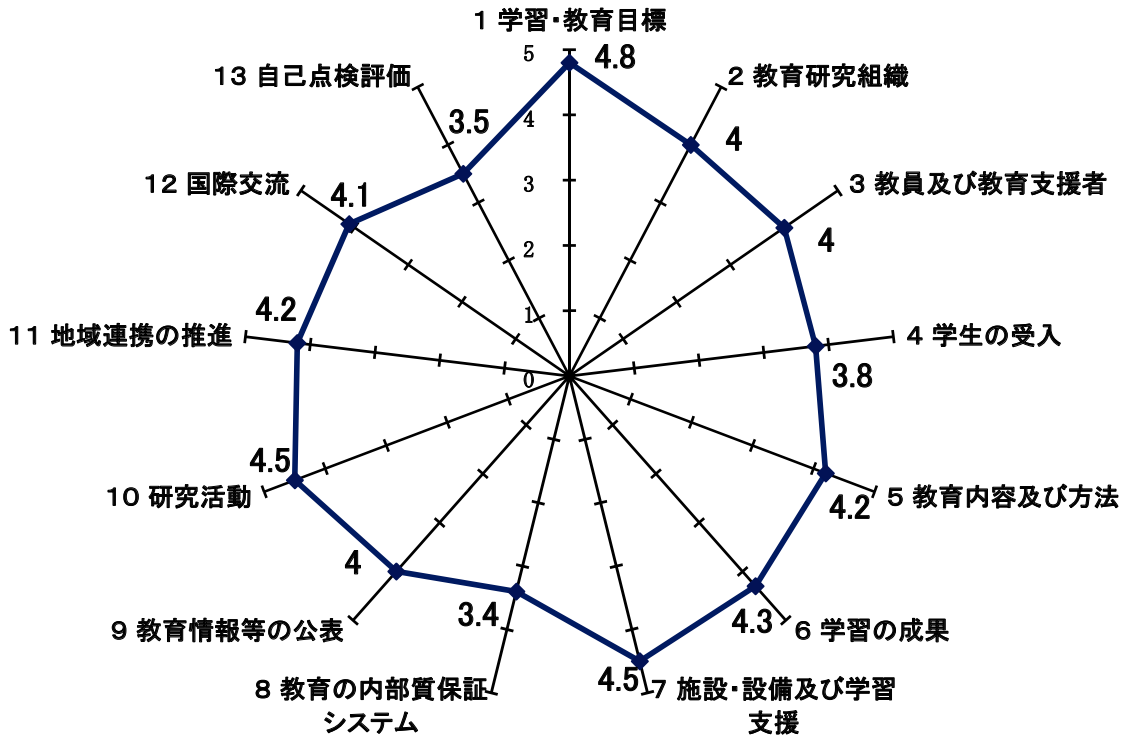 1 学習・教育目標
4.8
2 教育研究組織
4
3 教員及び教育支援者
4
4 学生の受入
3.8
5 教育内容及び方法
4.2
6 学習の成果
4.3
7 施設・設備及び学習
支援
4.5
8 教育の内部質保証
システム
3.4
9 教育情報等の公表
4
10 研究活動
4.5
11 地域連携の推進
4.2
12 国際交流
4.1
13 自己点検評価
3.5
5
4
3
2
1
0